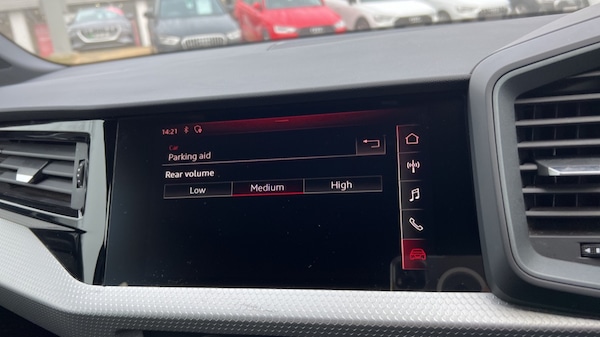 14:21
Car
Parking aid
Rear volume
Low Medium High